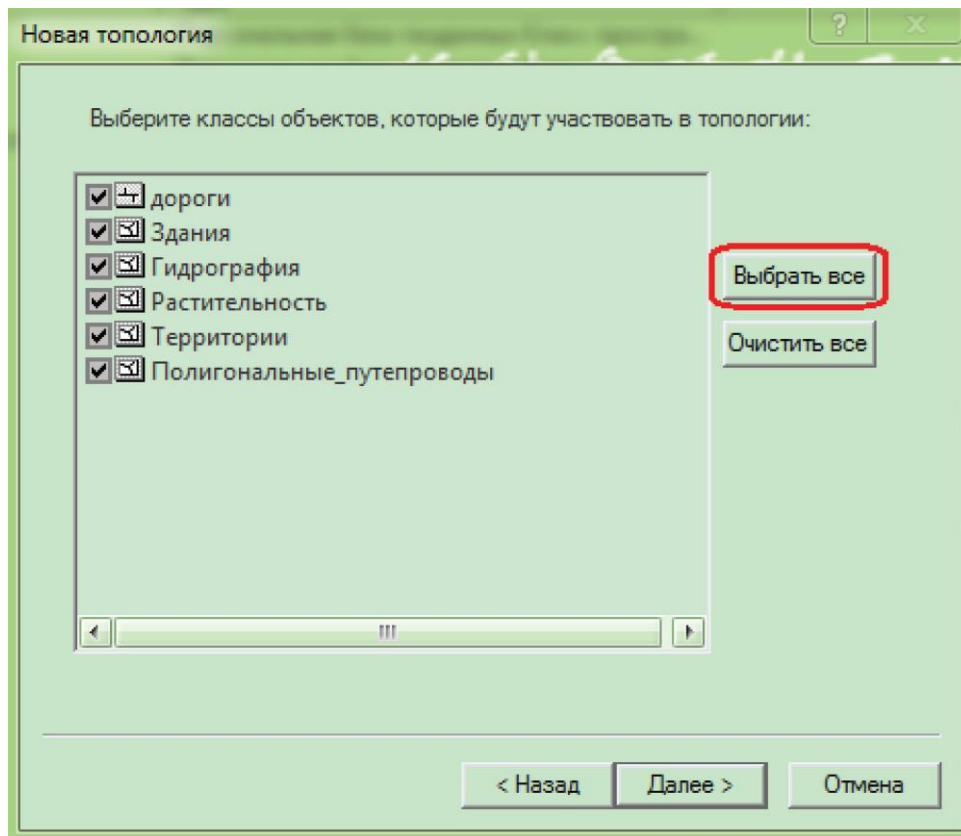 Новая топология
Выберите классы объектов, которые будут участвовать в топологии:
дороги
Здания
Гидрография
Растительность
Территории
Полигональные_путепроводы
Выбрать все
Очистить все
< Назад
Далее >
Отмена